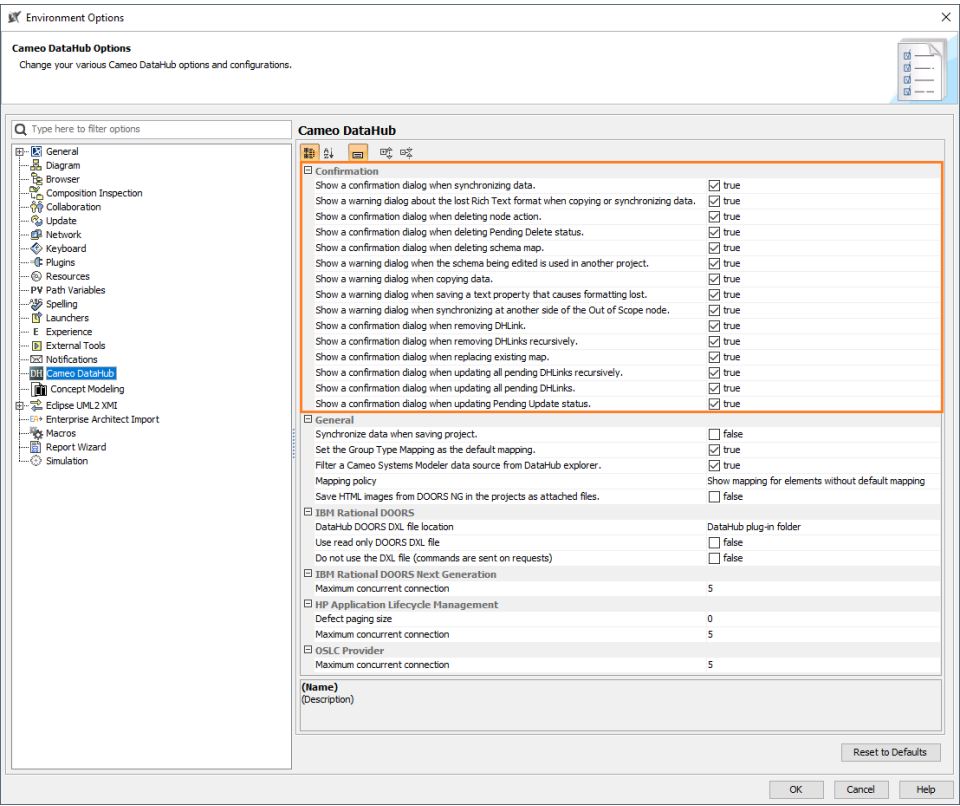 Environment Options
Cameo DataHub Options
Change your various Cameo DataHub options and configurations.
Type here to filter options
General
Diagram
Browser
Composition Inspection
Collaboration
Update
Network
Keyboard
Plugins
Resources
Path Variables
Spelling
Launchers
E Experience
External Tools
Notifications
DH Cameo DataHub
Concept Modeling
Eclipse UML2 XMI
EA Enterprise Architect Import
Macros
Report Wizard
Simulation
Cameo DataHub
Confirmation
Show a confirmation dialog when synchronizing data. true
Show a warning dialog about the lost Rich Text format when copying or synchronizing data. true
Show a confirmation dialog when deleting node action. true
Show a confirmation dialog when deleting Pending Delete status. true
Show a confirmation dialog when deleting schema map. true
Show a warning dialog when the schema being edited is used in another project. true
Show a warning dialog when copying data. true
Show a warning dialog when saving a text property that causes formatting lost. true
Show a warning dialog when synchronizing at another side of the Out of Scope node. true
Show a confirmation dialog when removing DHLink. true
Show a confirmation dialog when removing DHLinks recursively. true
Show a confirmation dialog when replacing existing map. true
Show a confirmation dialog when updating all pending DHLinks recursively. true
Show a confirmation dialog when updating all pending DHLinks. true
Show a confirmation dialog when updating Pending Update status. true
General
Synchronize data when saving project. false
Set the Group Type Mapping as the default mapping. true
Filter a Cameo Systems Modeler data source from DataHub explorer. true
Mapping policy Show mapping for elements without default mapping
Save HTML images from DOORS NG in the projects as attached files. false
IBM Rational DOORS
DataHub DOORS DXL file location DataHub plug-in folder
Use read only DOORS DXL file false
Do not use the DXL file (commands are sent on requests) false
IBM Rational DOORS Next Generation
Maximum concurrent connection 5
HP Application Lifecycle Management
Defect paging size 0
Maximum concurrent connection 5
OSLC Provider
Maximum concurrent connection 5
(Name)
(Description)
Reset to Defaults
OK Cancel Help